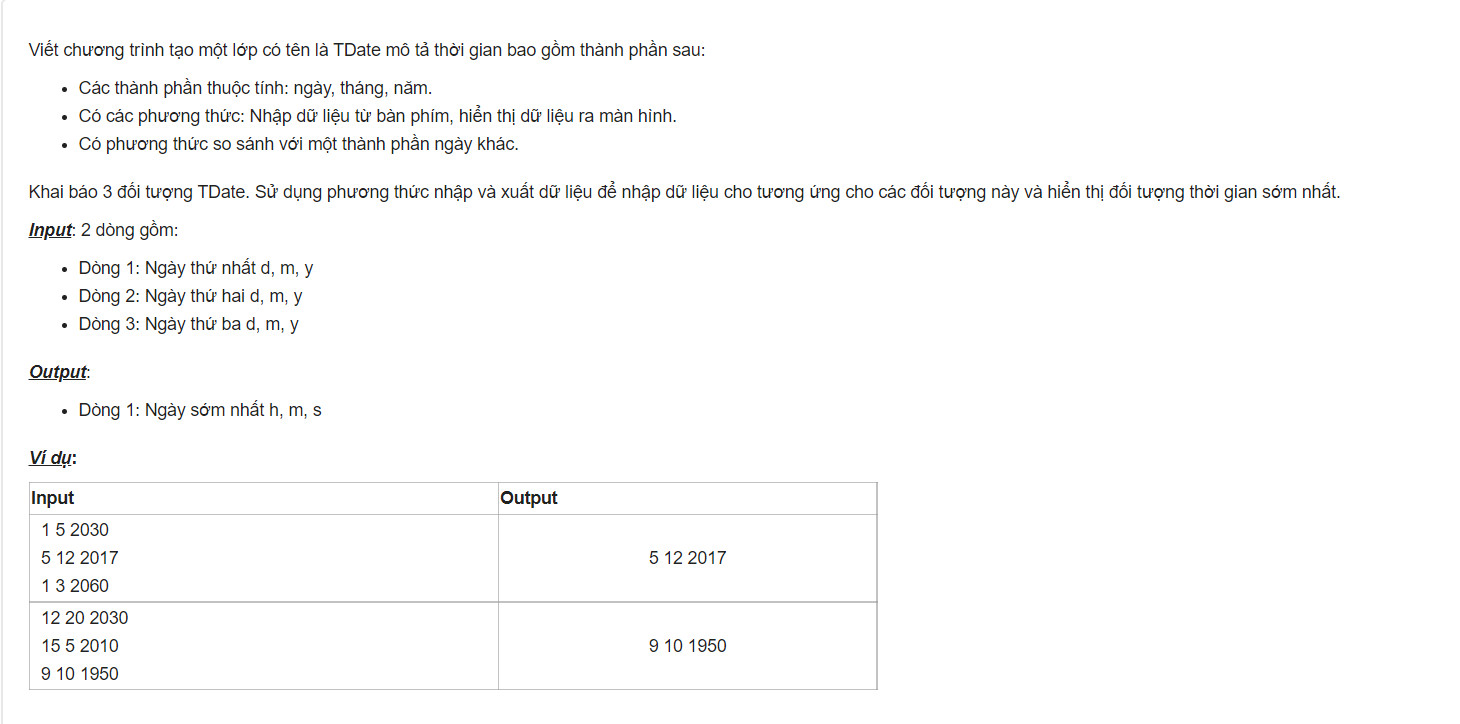 Viết chương trình tạo một lớp có tên là TDate mô tả thời gian bao gồm thành phần sau:
• Các thành phần thuộc tính: ngày, tháng, năm.
• Có các phương thức: Nhập dữ liệu từ bàn phím, hiển thị dữ liệu ra màn hình.
• Có phương thức so sánh với một thành phần ngày khác.
Khai báo 3 đối tượng TDate. Sử dụng phương thức nhập và xuất dữ liệu để nhập dữ liệu cho tương ứng cho các đối tượng này và hiển thị đối tượng thời gian sớm nhất.
Input: 2 dòng gồm:
• Dòng 1: Ngày thứ nhất d, m, y
• Dòng 2: Ngày thứ hai d, m, y
• Dòng 3: Ngày thứ ba d, m, y
Output:
• Dòng 1: Ngày sớm nhất h, m, s
Ví dụ:
Input Output
1 5 2030
5 12 2017 5 12 2017
1 3 2060
12 20 2030
15 5 2010 9 10 1950
9 10 1950